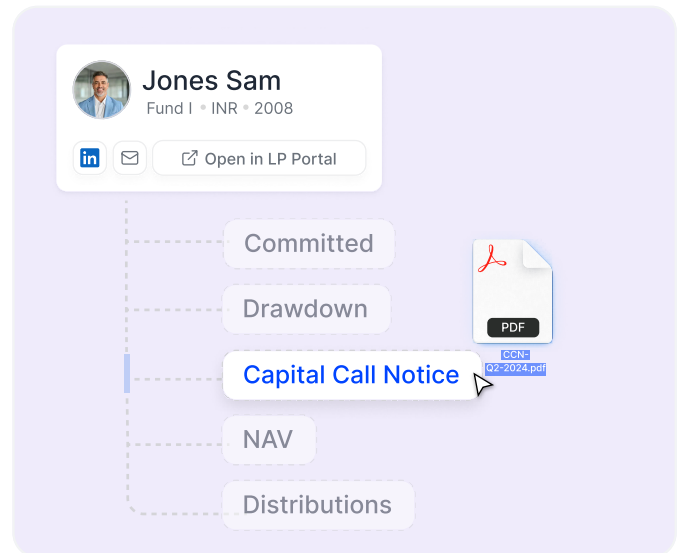 Jones Sam
Fund I • INR • 2008
in
Open in LP Portal
Committed
Drawdown
PDF
CCN-
Q2-2024.pdf
Capital Call Notice
NAV
Distributions